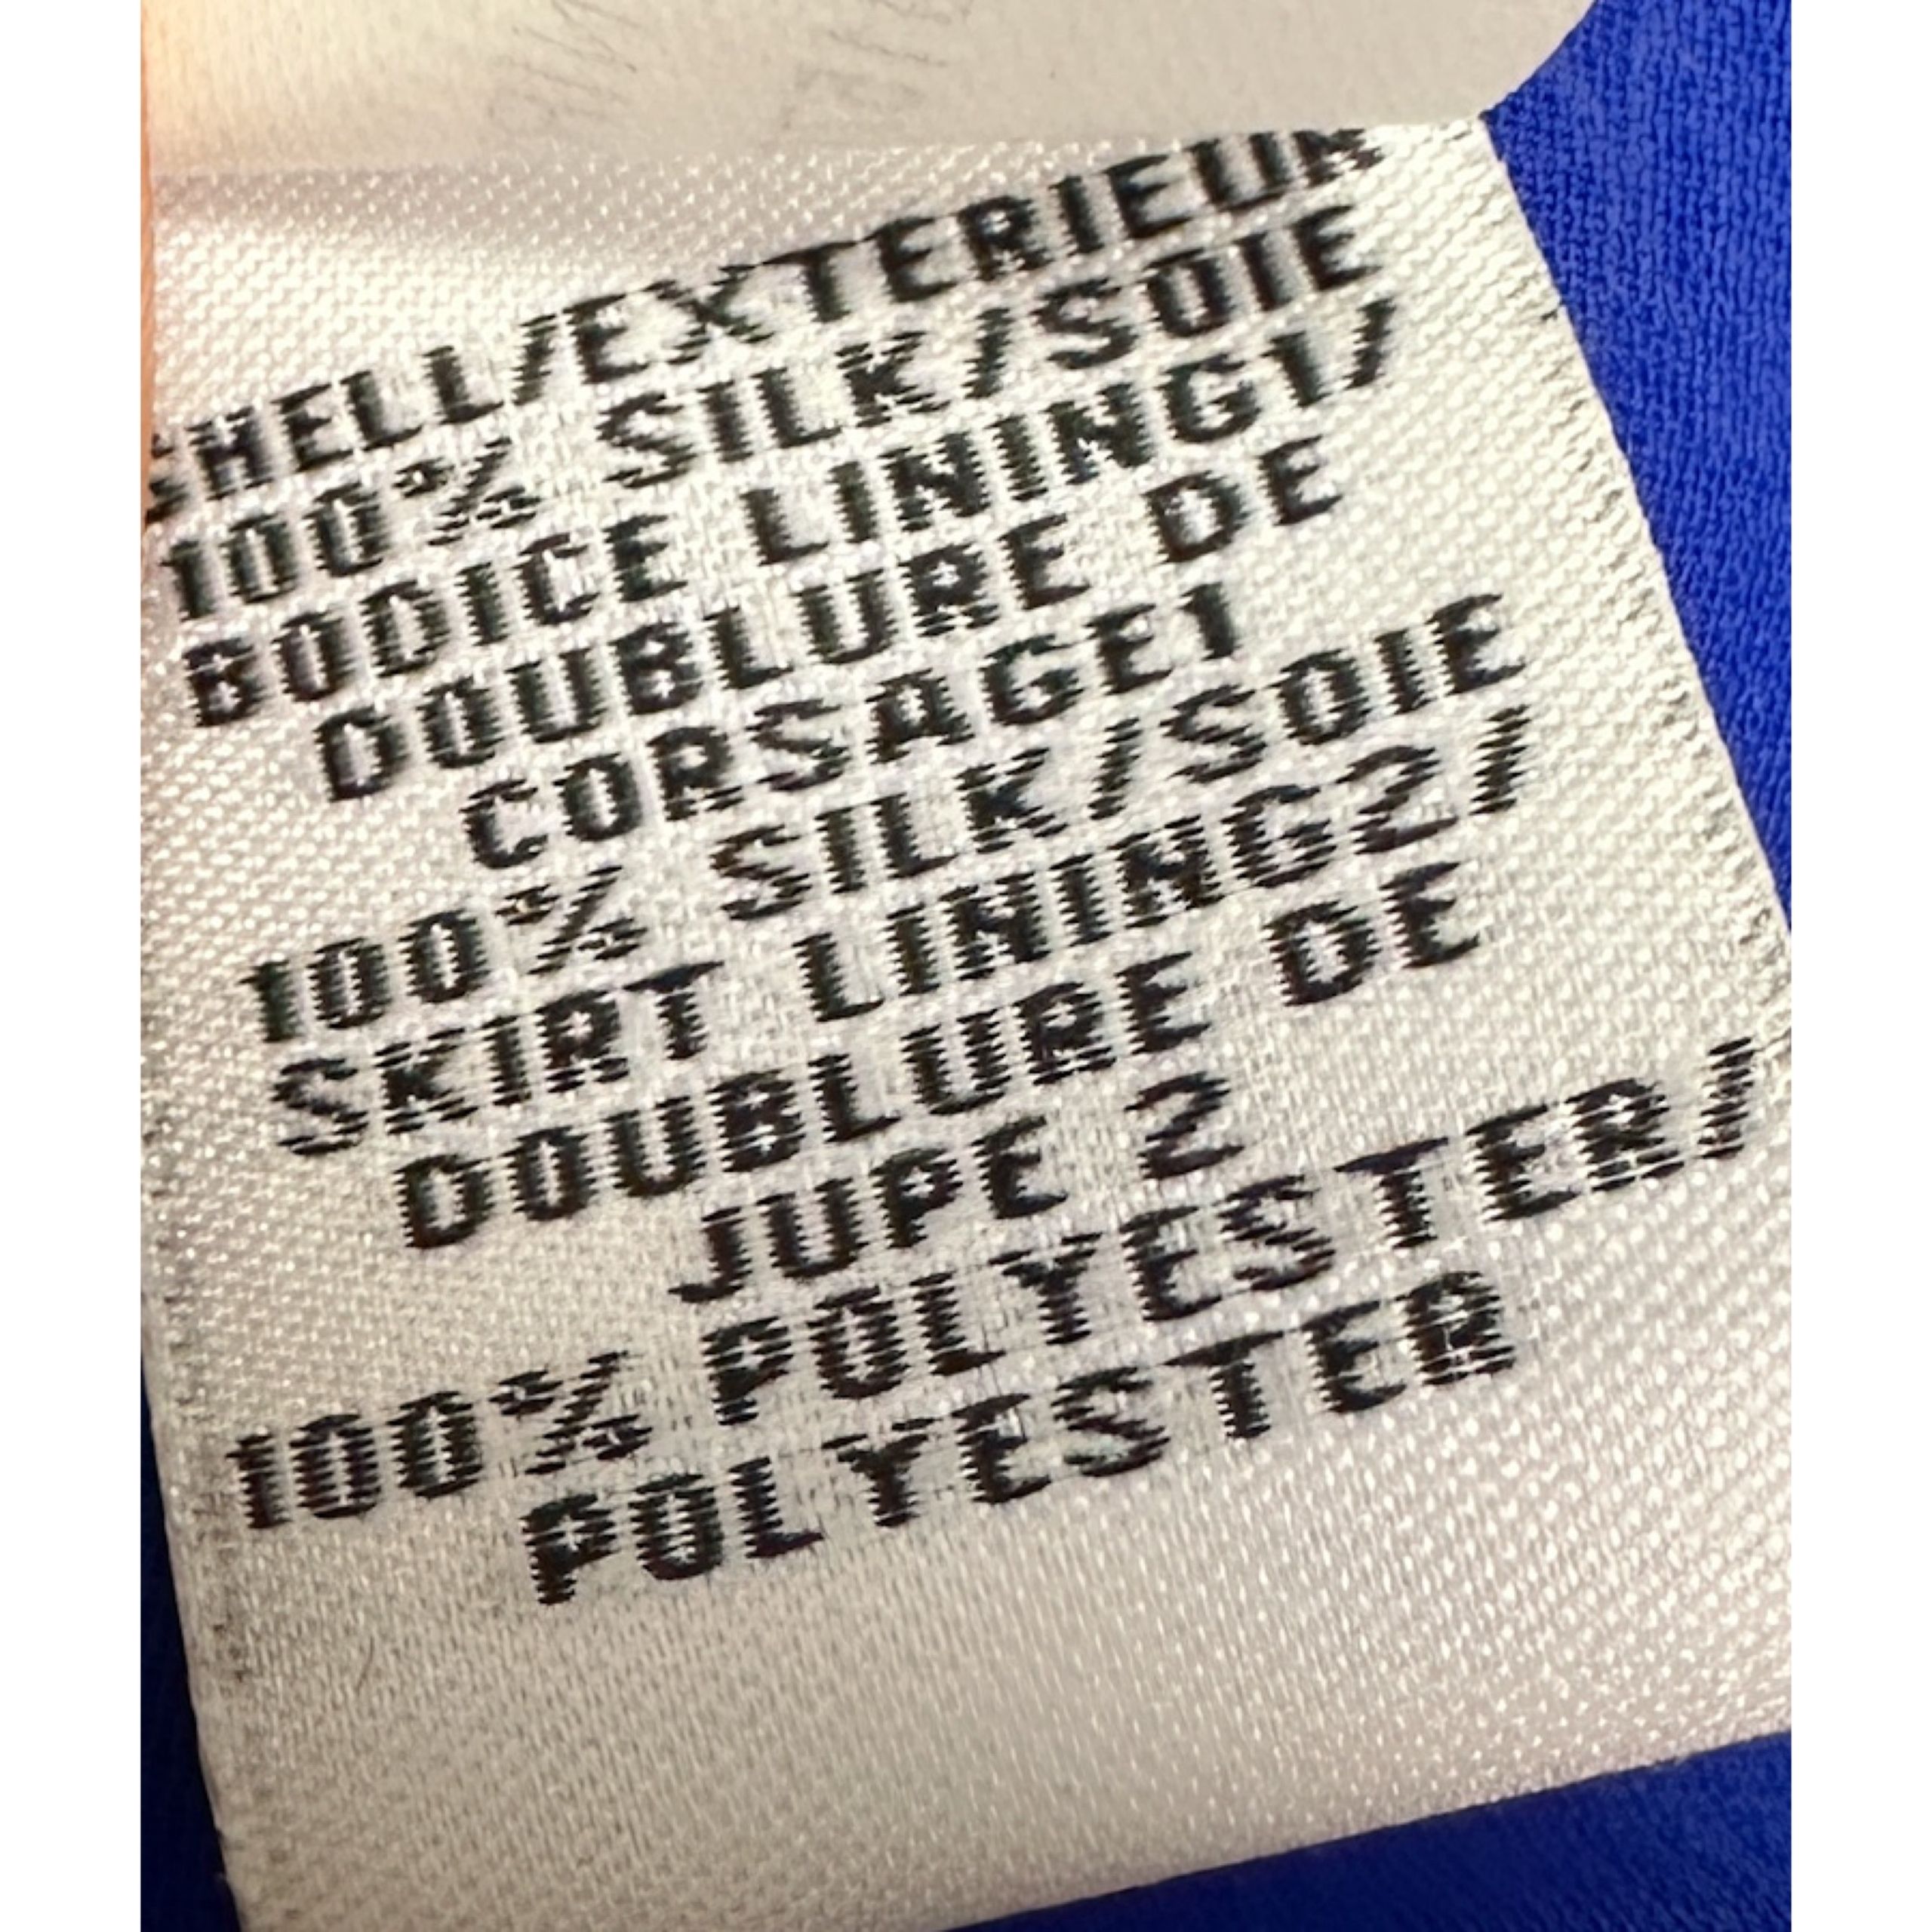 SHELL/EXTERIEUR
100% SILK/SOIE
BODICE LINING1/
DOUBLURE DE
CORSAGE1
100% SILK/SOIE
SKIRT LINING2/
DOUBLURE DE
JUPE 2
100% POLYESTER/
POLYESTER